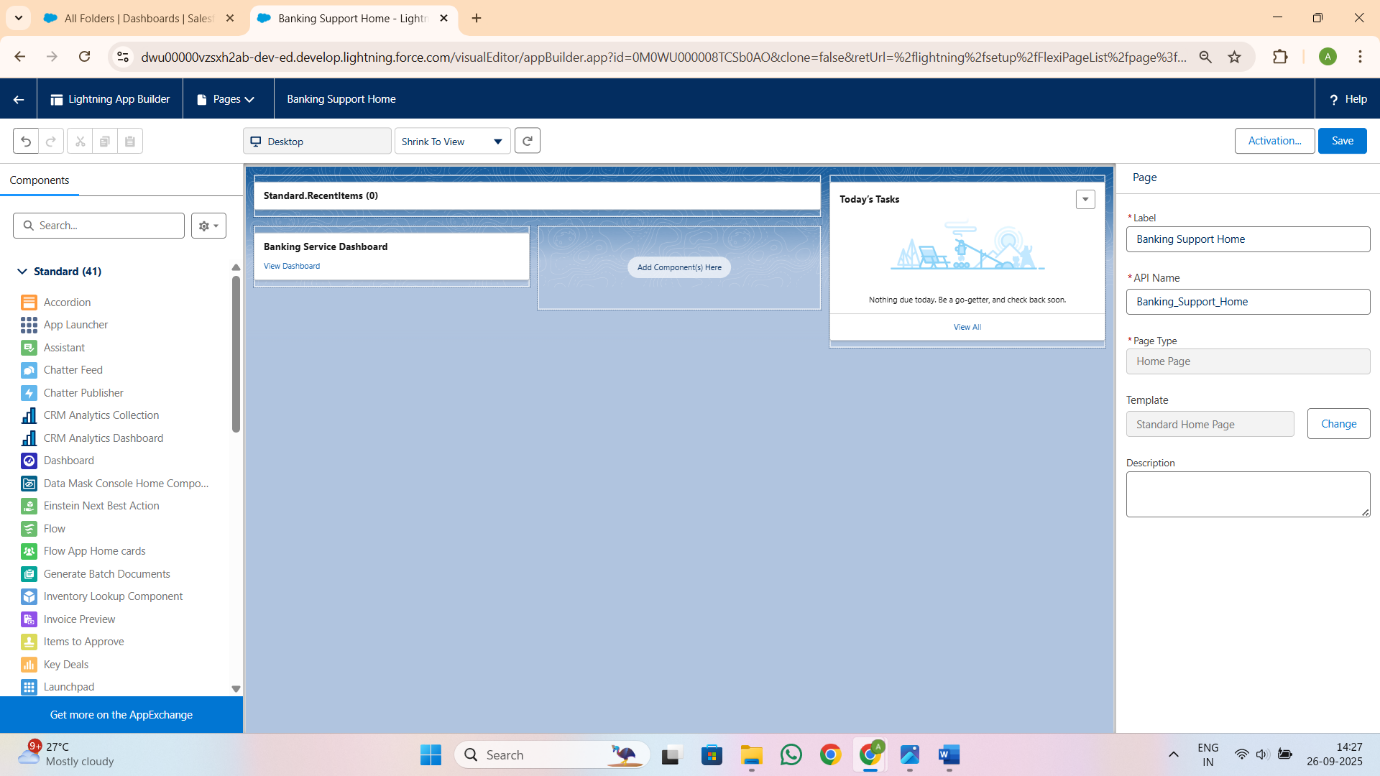 All Folders | Dashboards | Sales
Banking Support Home - Lightn
dwu00000vzsxh2ab-dev-ed.develop.lightning.force.com/visualEditor/appBuilder.app?id=0M0WU000008TCSb0AO&clone=false&retUrl=%2flightning%2fsetup%2fFlexiPageList%2fpage%3f...
A
Lightning App Builder
Pages
Banking Support Home
? Help
Desktop
Shrink To View
Activation...
Save
Components
Search...
Standard (41)
Accordion
App Launcher
Assistant
Chatter Feed
Chatter Publisher
CRM Analytics Collection
CRM Analytics Dashboard
Dashboard
Data Mask Console Home Compo...
Einstein Next Best Action
Flow
Flow App Home cards
Generate Batch Documents
Inventory Lookup Component
Invoice Preview
Items to Approve
Key Deals
Launchpad
Get more on the AppExchange
Standard.RecentItems (0)
Banking Service Dashboard
View Dashboard
Add Component(s) Here
Today's Tasks
Nothing due today. Be a go-getter, and check back soon.
View All
Page
*Label
Banking Support Home
*API Name
Banking_Support_Home
*Page Type
Home Page
Template
Standard Home Page
Change
Description
9+
27°C
Mostly cloudy
Search
A
W
ENG
IN
14:27
26-09-2025